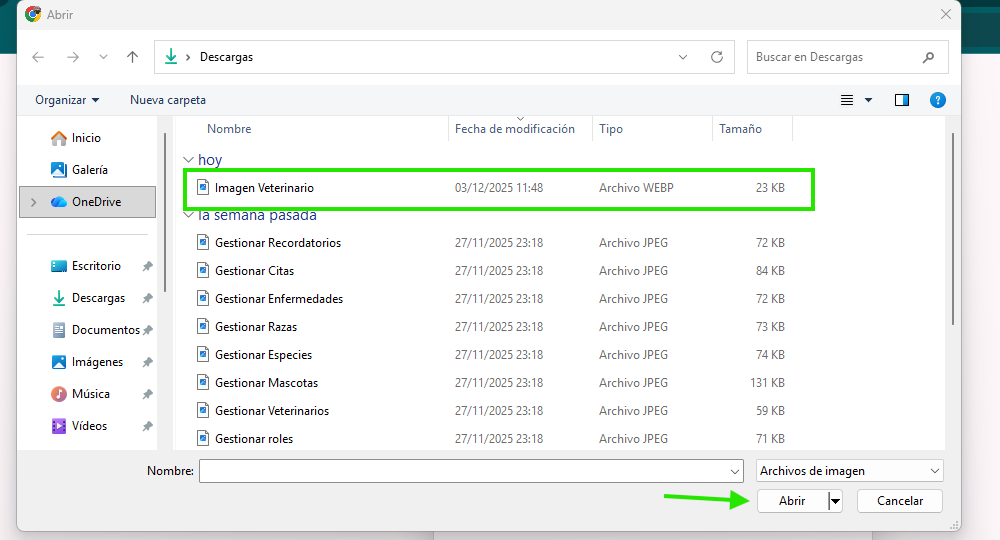 Abrir
Descargas
Buscar en Descargas
Organizar
Nueva carpeta
?
Inicio
Galería
OneDrive
Escritorio
Descargas
Documentos
Imágenes
Música
Vídeos
Nombre Fecha de modificación Tipo Tamaño
hoy
Imagen Veterinario 03/12/2025 11:48 Archivo WEBP 23 KB
la semana pasada
Gestionar Recordatorios 27/11/2025 23:18 Archivo JPEG 72 KB
Gestionar Citas 27/11/2025 23:18 Archivo JPEG 84 KB
Gestionar Enfermedades 27/11/2025 23:18 Archivo JPEG 72 KB
Gestionar Razas 27/11/2025 23:18 Archivo JPEG 73 KB
Gestionar Especies 27/11/2025 23:18 Archivo JPEG 74 KB
Gestionar Mascotas 27/11/2025 23:18 Archivo JPEG 131 KB
Gestionar Veterinarios 27/11/2025 23:18 Archivo JPEG 59 KB
Gestionar roles 27/11/2025 23:18 Archivo JPEG 71 KB
Nombre:
Archivos de imagen
Abrir
Cancelar